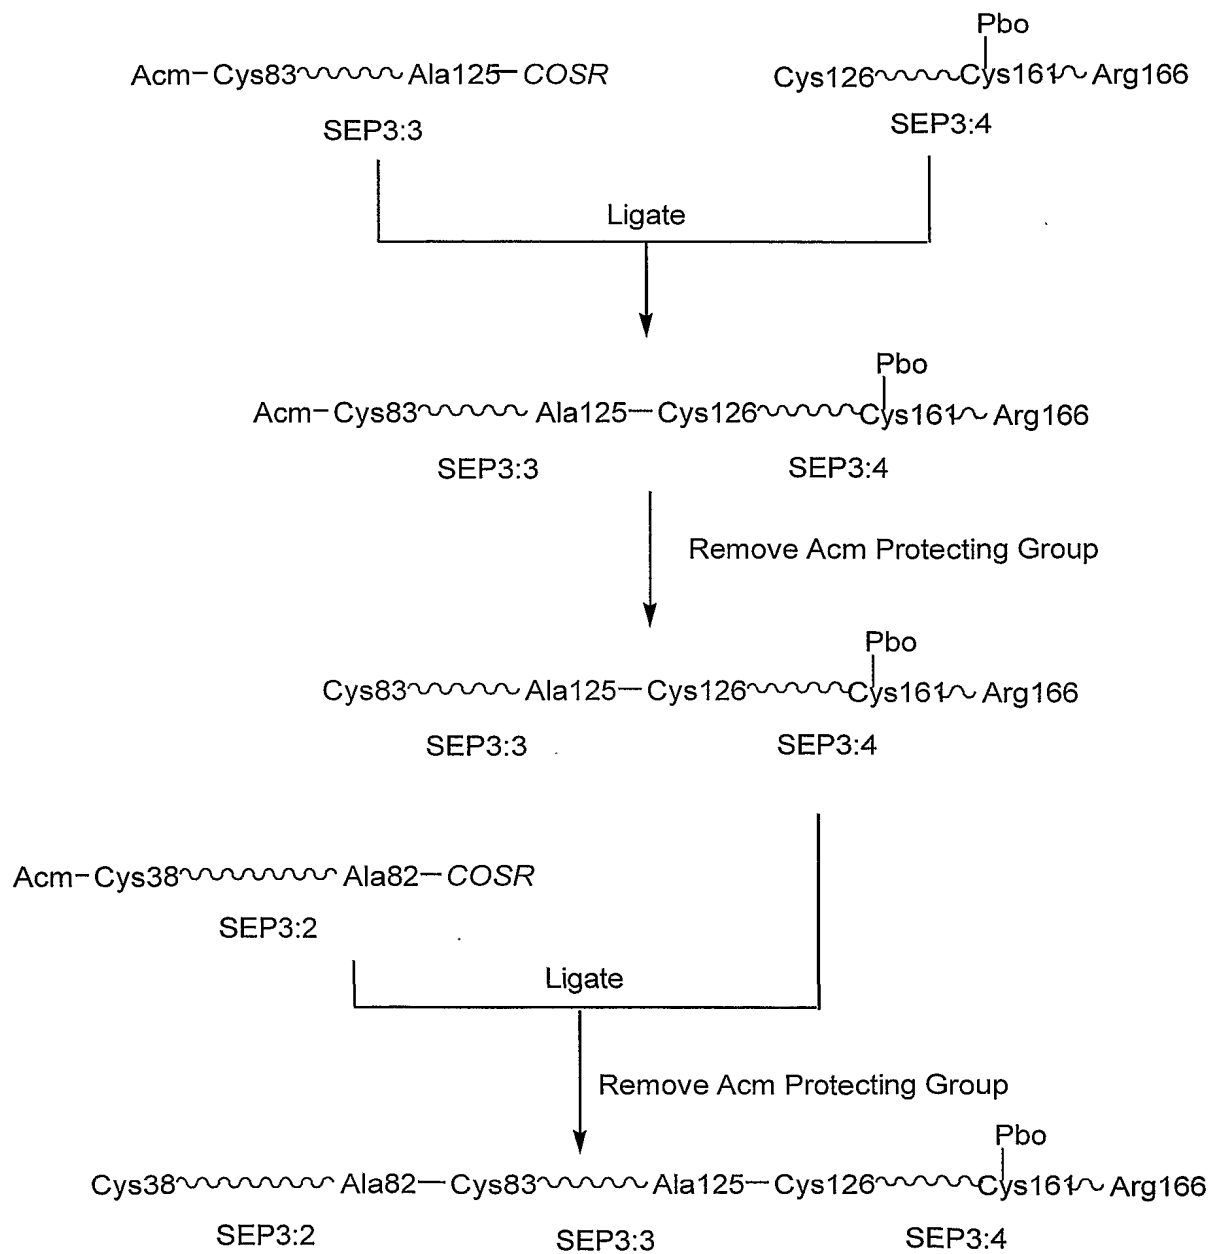 Pbo
Acm–Cys83 Ala125–COSR
Cys126 Cys161 Arg166
SEP3:3
SEP3:4
Ligate
Pbo
Acm–Cys83 Ala125–Cys126 Cys161 Arg166
SEP3:3 SEP3:4
Remove Acm Protecting Group
Pbo
Cys83 Ala125–Cys126 Cys161 Arg166
SEP3:3 SEP3:4
Acm–Cys38 Ala82–COSR
SEP3:2
Ligate
Remove Acm Protecting Group
Pbo
Cys38 Ala82–Cys83 Ala125–Cys126 Cys161 Arg166
SEP3:2 SEP3:3 SEP3:4